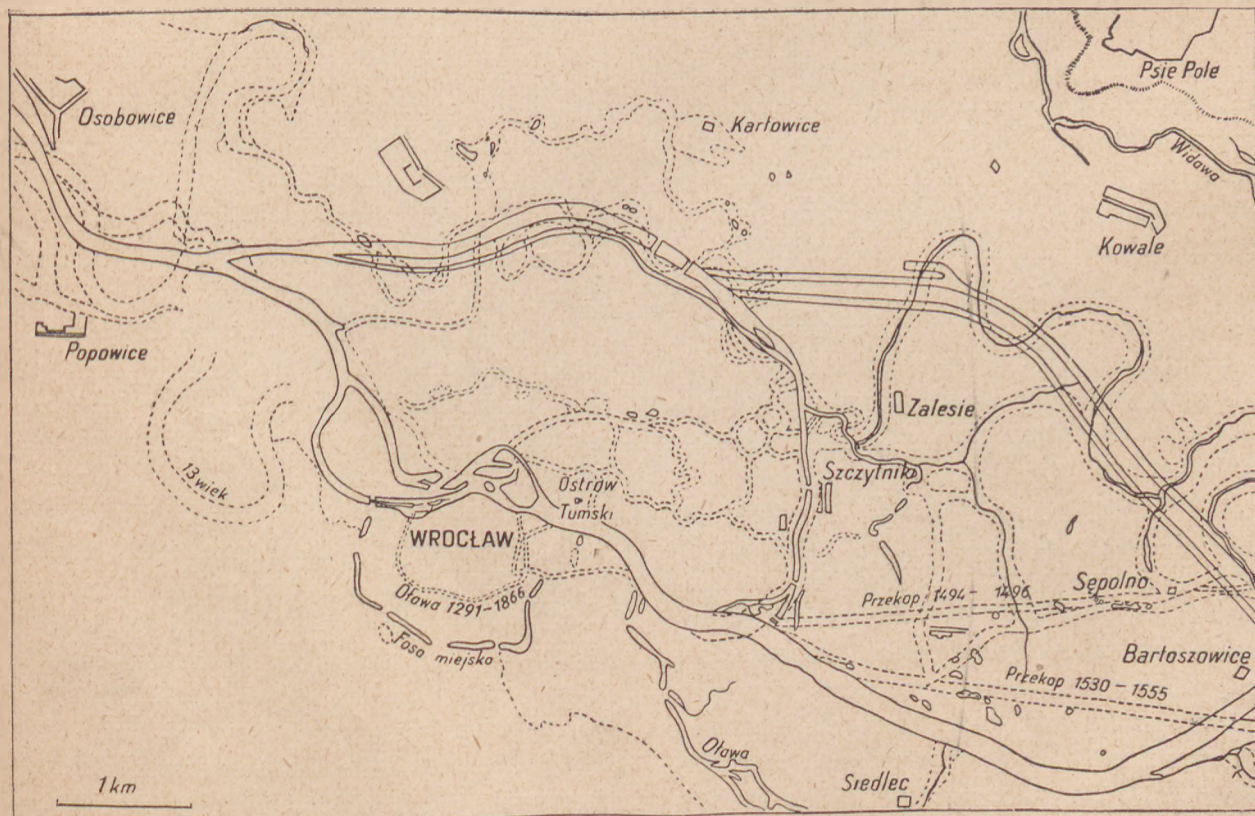 Psie Pole
Osobowice
Karłowice
Widawa
Kowale
Popowice
Zalesie
13 wiek
Szczytniki
Ostrów
Tumski
WROCŁAW
Oława 1291-1866
Fosa miejska
Przekop 1494-1496
Sępolno
Bartoszowice
Przekop 1530-1555
Oława
Siedlec
1 km